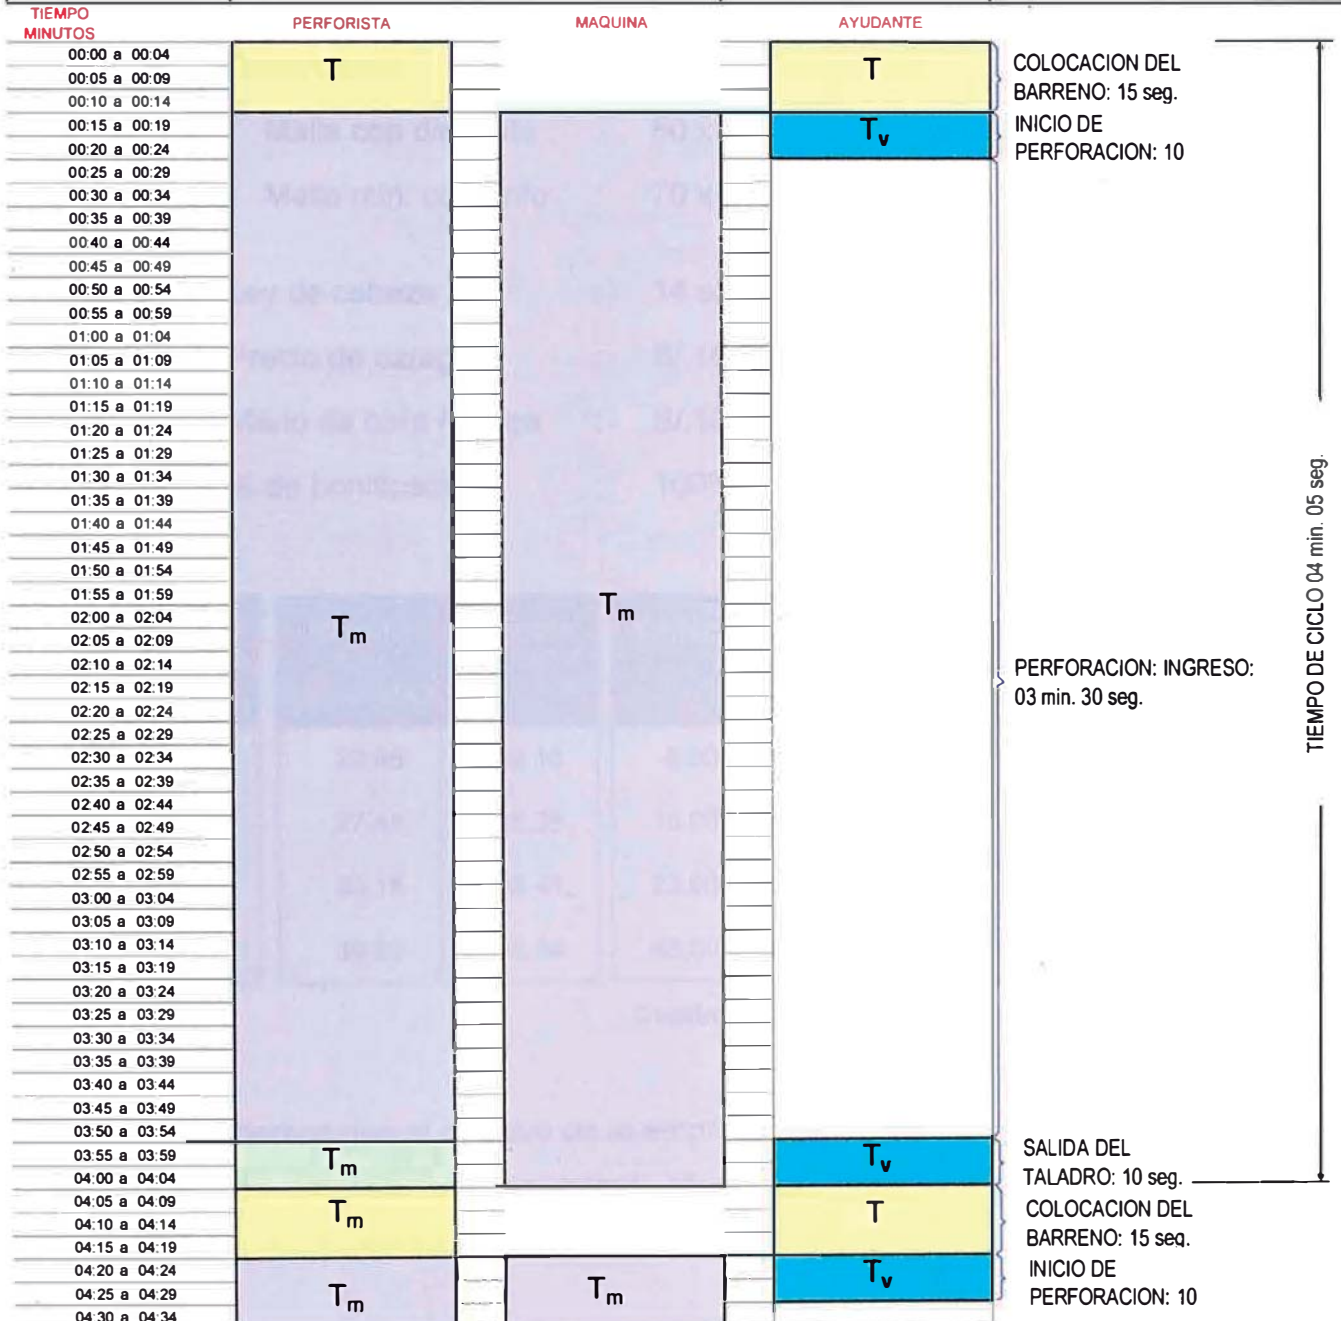 TIEMPO
MINUTOS
PERFORISTA
MAQUINA
AYUDANTE
00:00 a 00:04
00:05 a 00:09
00:10 a 00:14
00:15 a 00:19
00:20 a 00:24
00:25 a 00:29
00:30 a 00:34
00:35 a 00:39
00:40 a 00:44
00:45 a 00:49
00:50 a 00:54
00:55 a 00:59
01:00 a 01:04
01:05 a 01:09
01:10 a 01:14
01:15 a 01:19
01:20 a 01:24
01:25 a 01:29
01:30 a 01:34
01:35 a 01:39
01:40 a 01:44
01:45 a 01:49
01:50 a 01:54
01:55 a 01:59
02:00 a 02:04
02:05 a 02:09
02:10 a 02:14
02:15 a 02:19
02:20 a 02:24
02:25 a 02:29
02:30 a 02:34
02:35 a 02:39
02:40 a 02:44
02:45 a 02:49
02:50 a 02:54
02:55 a 02:59
03:00 a 03:04
03:05 a 03:09
03:10 a 03:14
03:15 a 03:19
03:20 a 03:24
03:25 a 03:29
03:30 a 03:34
03:35 a 03:39
03:40 a 03:44
03:45 a 03:49
03:50 a 03:54
03:55 a 03:59
04:00 a 04:04
04:05 a 04:09
04:10 a 04:14
04:15 a 04:19
04:20 a 04:24
04:25 a 04:29
04:30 a 04:34
T
Tm
Tm
Tm
Tm
Tm
Tm
T
Tv
Tv
T
Tv
COLOCACION DEL
BARRENO: 15 seg.
INICIO DE
PERFORACION: 10
PERFORACION: INGRESO:
03 min. 30 seg.
SALIDA DEL
TALADRO: 10 seg.
COLOCACION DEL
BARRENO: 15 seg.
INICIO DE
PERFORACION: 10
TIEMPO DE CICLO 04 min. 05 seg.